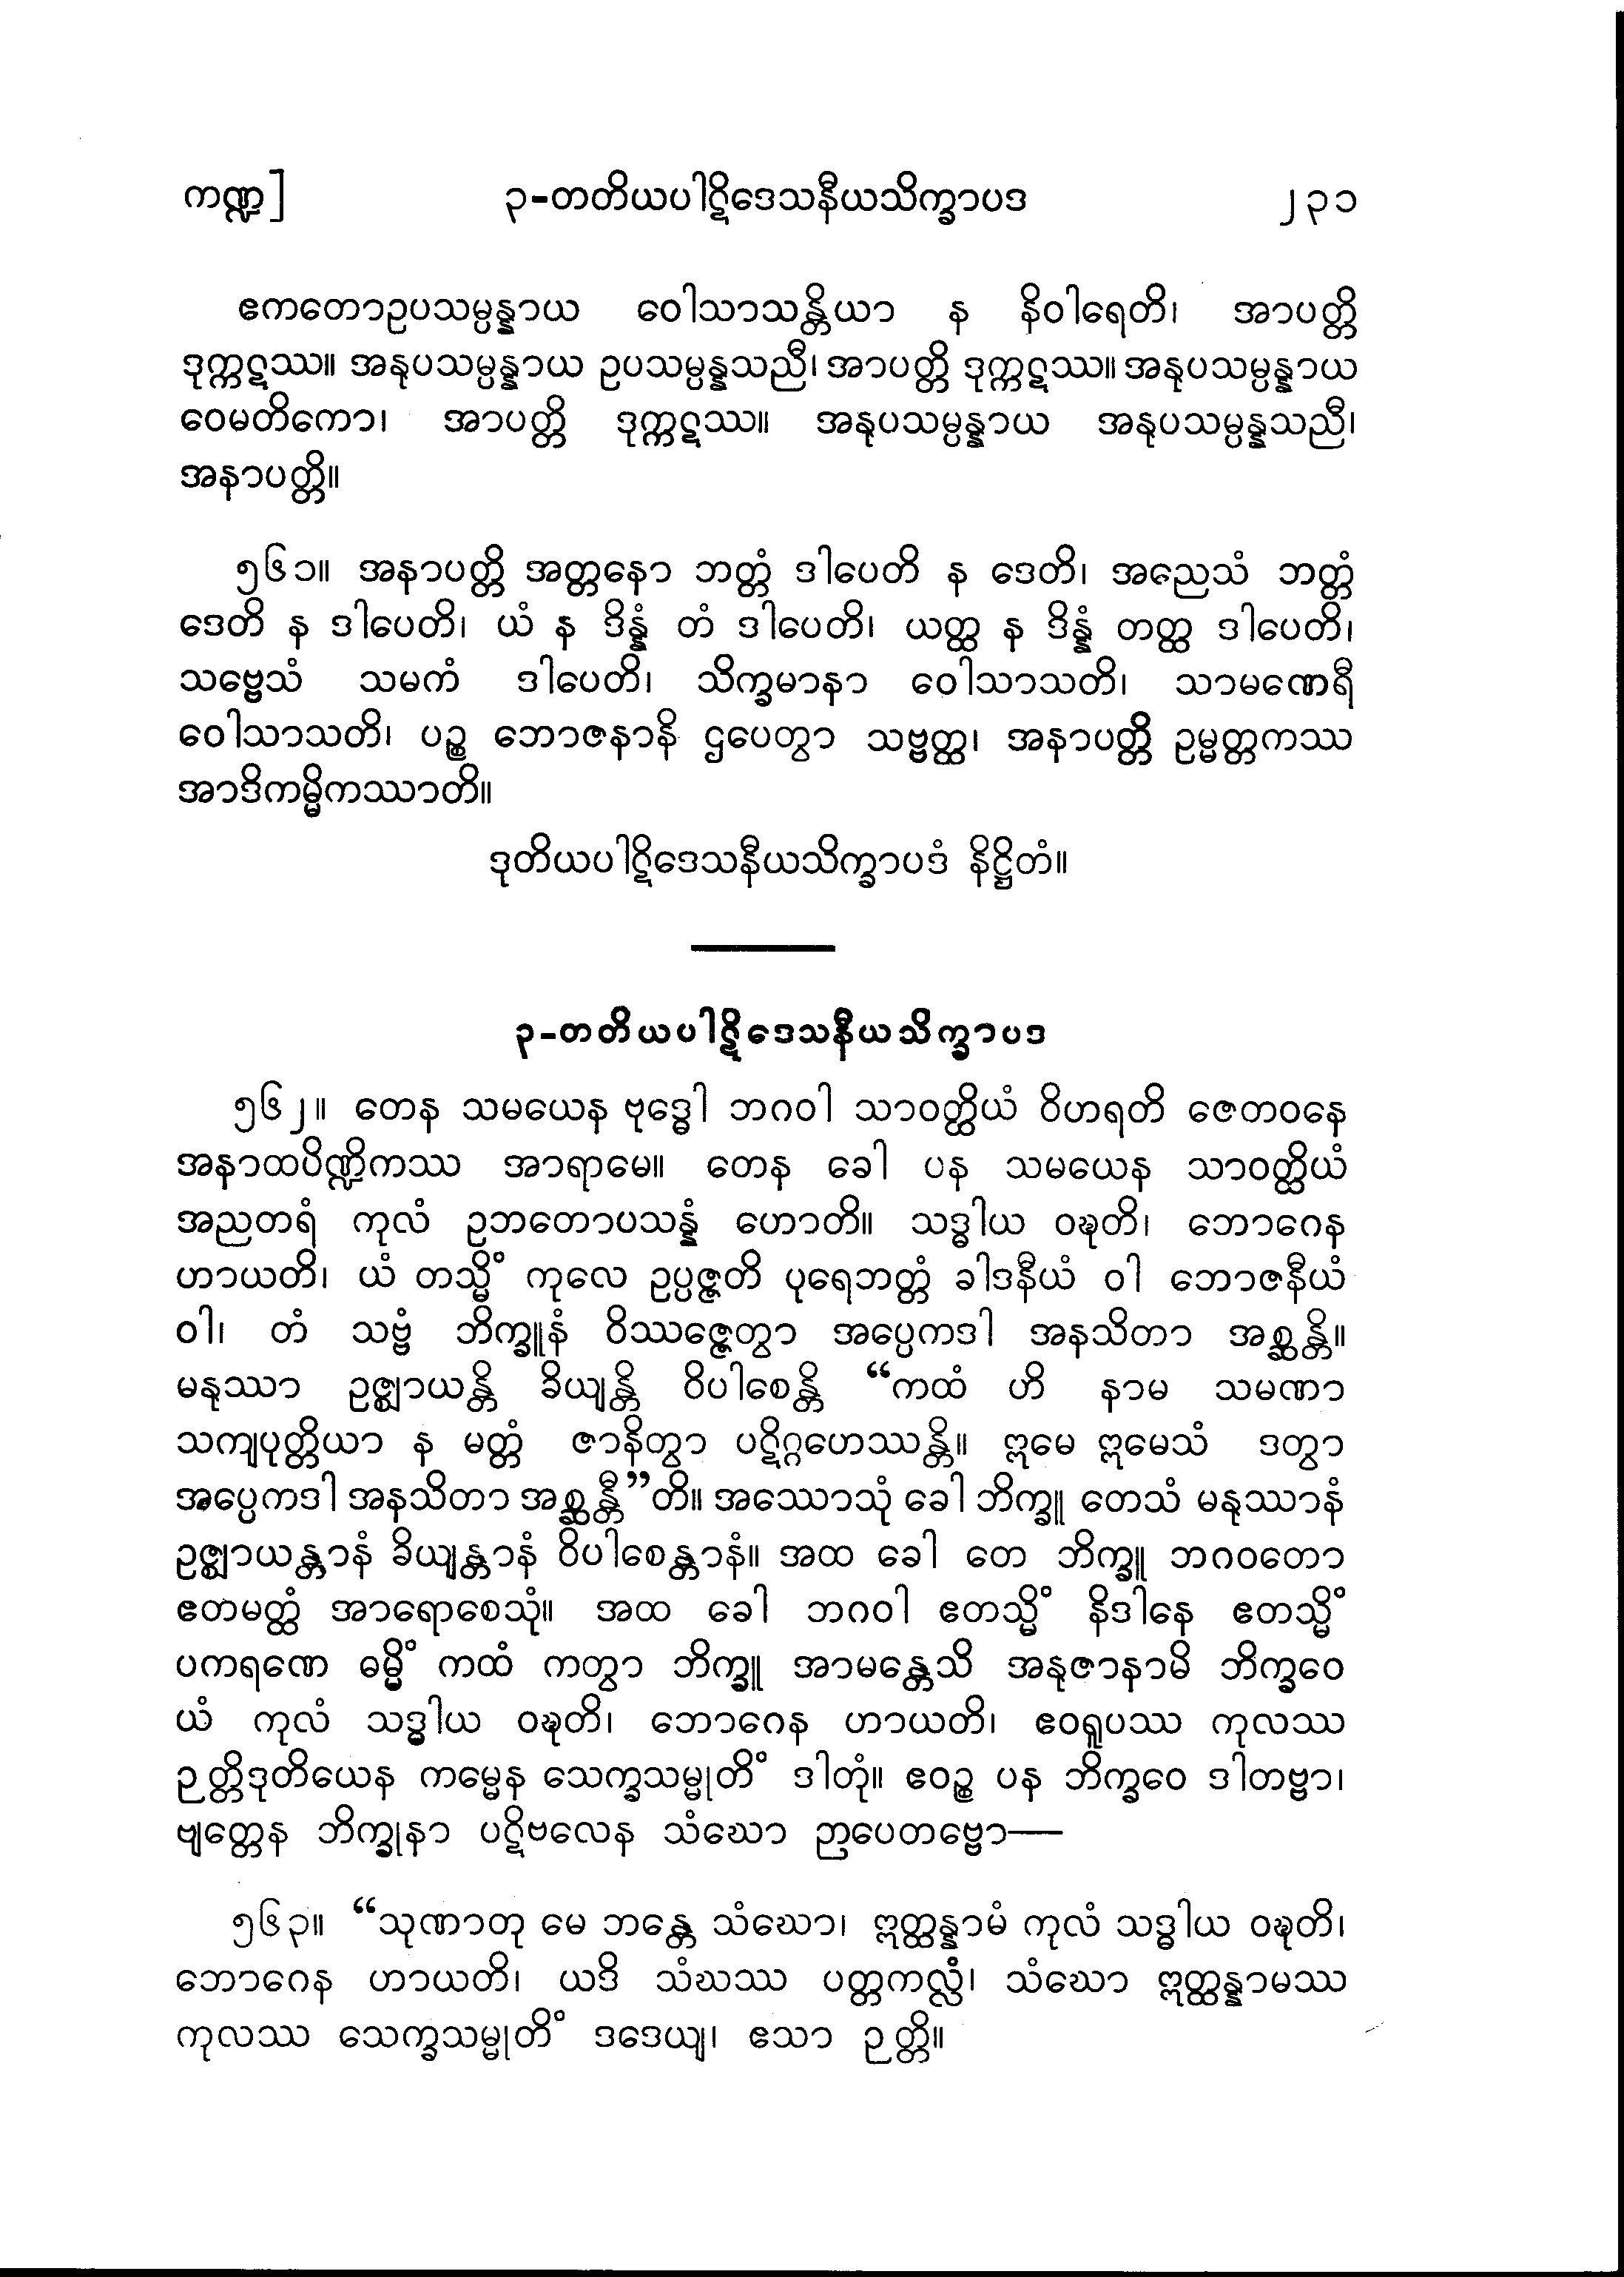 ကဏ္ဍ] ၃-တတိယပါဋိဒေသနီယသိက္ခာပဒ ၂၃၁
ဧကတောဥပသမ္ပန္နာယ ဝေါသာသန္တိယာ န နိဝါရေတိ၊ အာပတ္တိ
ဒုက္ကဋဿ။ အနုပသမ္ပန္နာယ ဥပသမ္ပန္နသညီ၊ အာပတ္တိ ဒုက္ကဋဿ။ အနုပသမ္ပန္နာယ
ဝေမတိကော၊ အာပတ္တိ ဒုက္ကဋဿ။ အနုပသမ္ပန္နာယ အနုပသမ္ပန္နသညီ၊
အနာပတ္တိ။
၅၆၁။ အနာပတ္တိ အတ္တနော ဘတ္တံ ဒါပေတိ န ဒေတိ၊ အညေသံ ဘတ္တံ
ဒေတိ န ဒါပေတိ၊ ယံ န ဒိန္နံ တံ ဒါပေတိ၊ ယတ္ထ န ဒိန္နံ တတ္ထ ဒါပေတိ၊
သဗ္ဗေသံ သမကံ ဒါပေတိ၊ သိက္ခမာနာ ဝေါသာသတိ၊ သာမဏေရီ
ဝေါသာသတိ၊ ပဉ္စ ဘောဇနာနိ ဌပေတွာ သဗ္ဗတ္ထ၊ အနာပတ္တိ ဥမ္မတ္တကဿ
အာဒိကမ္မိကဿာတိ။
ဒုတိယပါဋိဒေသနီယသိက္ခာပဒံ နိဋ္ဌိတံ။
၃-တတိယပါဋိဒေသနီယသိက္ခာပဒ
၅၆၂။ တေန သမယေန ဗုဒ္ဓေါ ဘဂဝါ သာဝတ္ထိယံ ဝိဟရတိ ဇေတဝနေ
အနာထပိဏ္ဍိကဿ အာရာမေ။ တေန ခေါ ပန သမယေန သာဝတ္ထိယံ
အညတရံ ကုလံ ဥဘတောပသန္နံ ဟောတိ။ သဒ္ဓါယ ဝဍ္ဎတိ၊ ဘောဂေန
ဟာယတိ၊ ယံ တသ္မိံ ကုလေ ဥပ္ပဇ္ဇတိ ပုရေဘတ္တံ ခါဒနီယံ ဝါ ဘောဇနီယံ
ဝါ၊ တံ သဗ္ဗံ ဘိက္ခူနံ ဝိဿဇ္ဇေတွာ အပ္ပေကဒါ အနသိတာ အစ္ဆန္တိ။
မနုဿာ ဥဇ္ဈာယန္တိ ခိယျန္တိ ဝိပါစေန္တိ “ကထံ ဟိ နာမ သမဏာ
သကျပုတ္တိယာ န မတ္တံ ဇာနိတွာ ပဋိဂ္ဂဟေဿန္တိ။ ဣမေ ဣမေသံ ဒတွာ
အပ္ပေကဒါ အနသိတာ အစ္ဆန္တီ”တိ။ အဿောသုံ ခေါ ဘိက္ခူ တေသံ မနုဿာနံ
ဥဇ္ဈာယန္တာနံ ခိယျန္တာနံ ဝိပါစေန္တာနံ။ အထ ခေါ တေ ဘိက္ခူ ဘဂဝတော
ဧတမတ္ထံ အာရောစေသုံ။ အထ ခေါ ဘဂဝါ ဧတသ္မိံ နိဒါနေ ဧတသ္မိံ
ပကရဏေ ဓမ္မိံ ကထံ ကတွာ ဘိက္ခူ အာမန္တေသိ အနုဇာနာမိ ဘိက္ခဝေ
ယံ ကုလံ သဒ္ဓါယ ဝဍ္ဎတိ၊ ဘောဂေန ဟာယတိ၊ ဧဝရူပဿ ကုလဿ
ဉတ္တိဒုတိယေန ကမ္မေန သေက္ခသမ္မုတိံ ဒါတုံ။ ဧဝဉ္စ ပန ဘိက္ခဝေ ဒါတဗ္ဗာ၊
ဗျတ္တေန ဘိက္ခုနာ ပဋိဗလေန သံဃော ဉာပေတဗ္ဗော—
၅၆၃။ “သုဏာတု မေ ဘန္တေ သံဃော၊ ဣတ္ထန္နာမံ ကုလံ သဒ္ဓါယ ဝဍ္ဎတိ၊
ဘောဂေန ဟာယတိ၊ ယဒိ သံဃဿ ပတ္တကလ္လံ၊ သံဃော ဣတ္ထန္နာမဿ
ကုလဿ သေက္ခသမ္မုတိံ ဒဒေယျ၊ ဧသာ ဉတ္တိ။